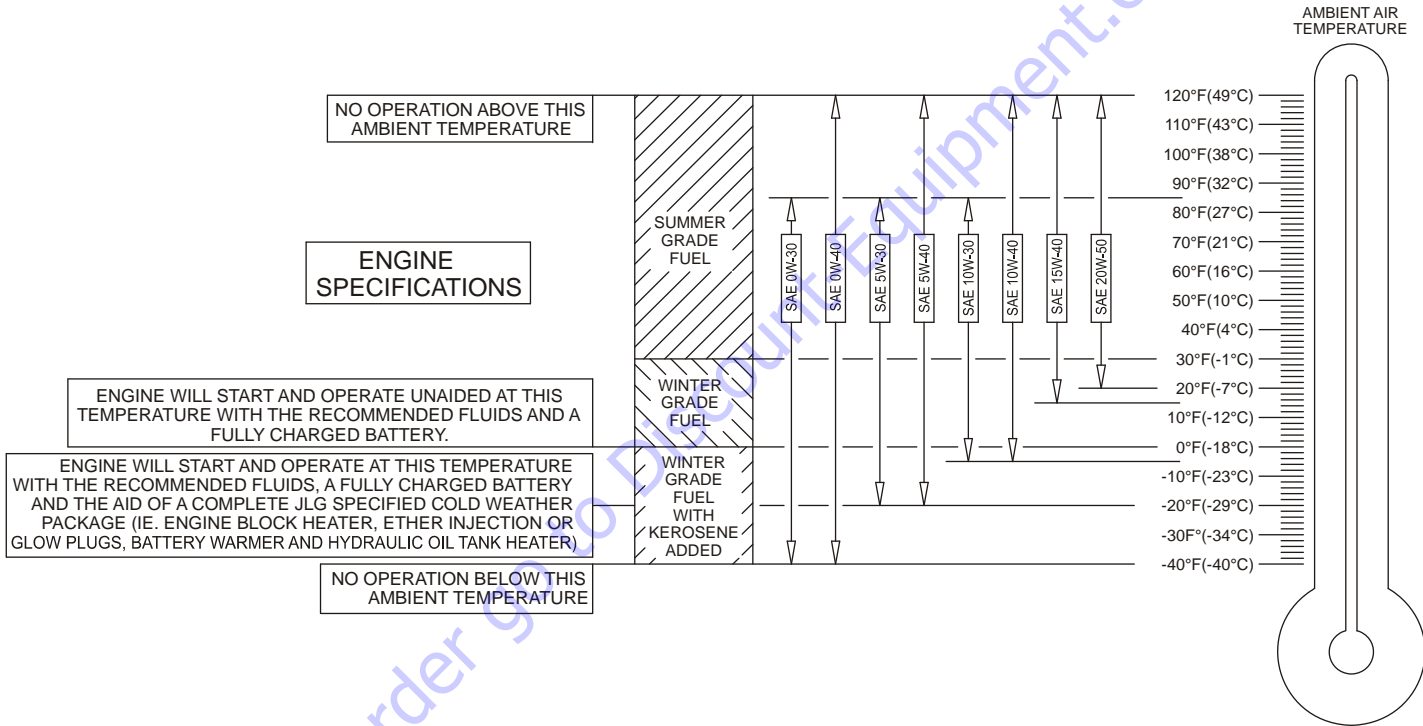 AMBIENT AIR
TEMPERATURE
NO OPERATION ABOVE THIS
AMBIENT TEMPERATURE
ENGINE
SPECIFICATIONS
ENGINE WILL START AND OPERATE UNAIDED AT THIS
TEMPERATURE WITH THE RECOMMENDED FLUIDS AND A
FULLY CHARGED BATTERY.
ENGINE WILL START AND OPERATE AT THIS TEMPERATURE
WITH THE RECOMMENDED FLUIDS, A FULLY CHARGED BATTERY
AND THE AID OF A COMPLETE JLG SPECIFIED COLD WEATHER
PACKAGE (IE. ENGINE BLOCK HEATER, ETHER INJECTION OR
GLOW PLUGS, BATTERY WARMER AND HYDRAULIC OIL TANK HEATER)
NO OPERATION BELOW THIS
AMBIENT TEMPERATURE
SUMMER
GRADE
FUEL
WINTER
GRADE
FUEL
WINTER
GRADE
FUEL
WITH
KEROSENE
ADDED
SAE 0W-30
SAE 0W-40
SAE 5W-30
SAE 5W-40
SAE 10W-30
SAE 10W-40
SAE 15W-40
SAE 20W-50
120°F(49°C)
110°F(43°C)
100°F(38°C)
90°F(32°C)
80°F(27°C)
70°F(21°C)
60°F(16°C)
50°F(10°C)
40°F(4°C)
30°F(-1°C)
20°F(-7°C)
10°F(-12°C)
0°F(-18°C)
-10°F(-23°C)
-20°F(-29°C)
-30F°(-34°C)
-40°F(-40°C)
rder go to Discount-Equipment.c